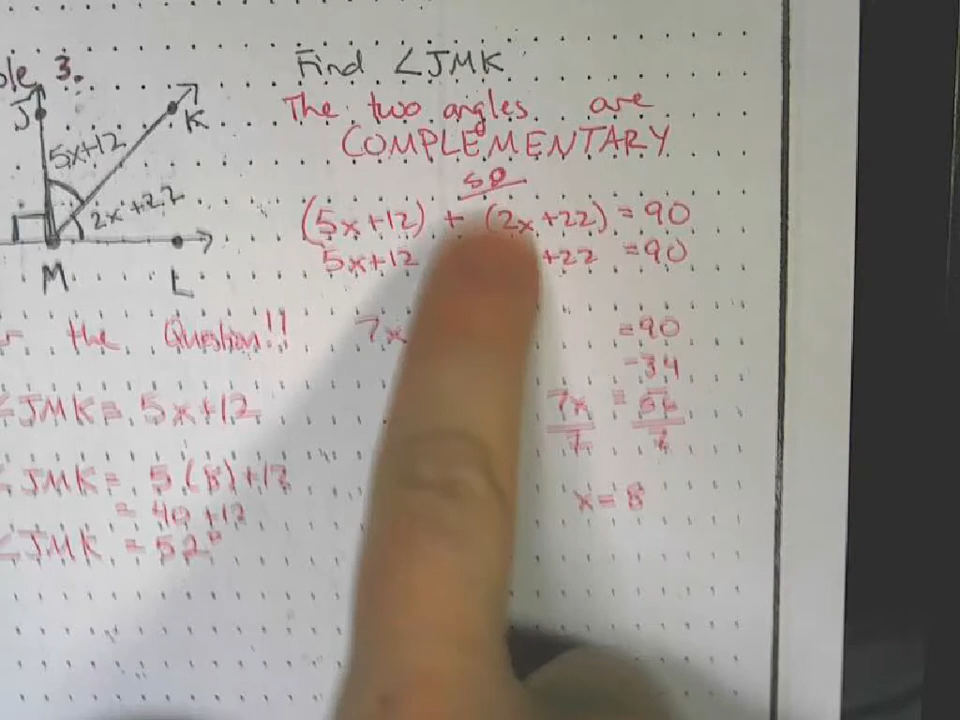 ple 3.
J
K
5x+12
2x+22
M
L
Find ∠JMK
The two angles are
COMPLEMENTARY
so
(5x+12) + (2x+22) = 90
5x+12 +22 =90
7x =90
-34
7x = 56
7 7
x=8
the Question!!
∠JMK= 5x+12
∠JMK= 5(8)+12
= 40+12
∠JMK = 52°